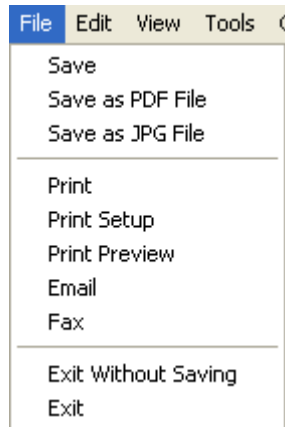 File Edit View Tools
Save
Save as PDF File
Save as JPG File
Print
Print Setup
Print Preview
Email
Fax
Exit Without Saving
Exit